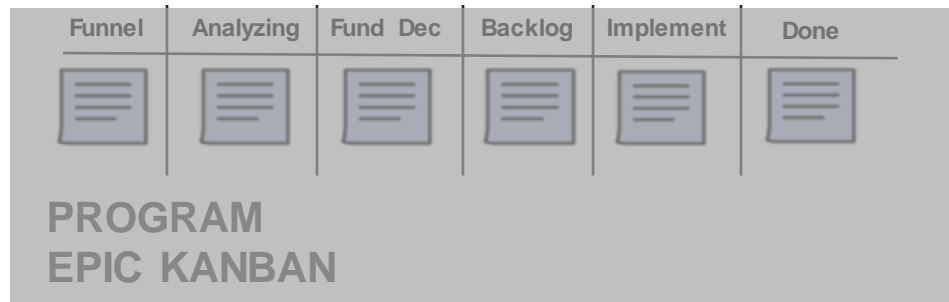 Funnel Analyzing Fund Dec Backlog Implement Done
PROGRAM
EPIC KANBAN